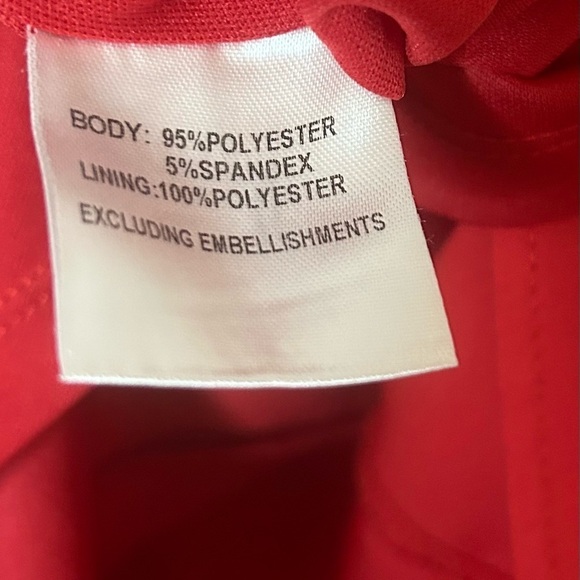 BODY: 95%POLYESTER
5%SPANDEX
LINING:100%POLYESTER
EXCLUDING EMBELLISHMENTS